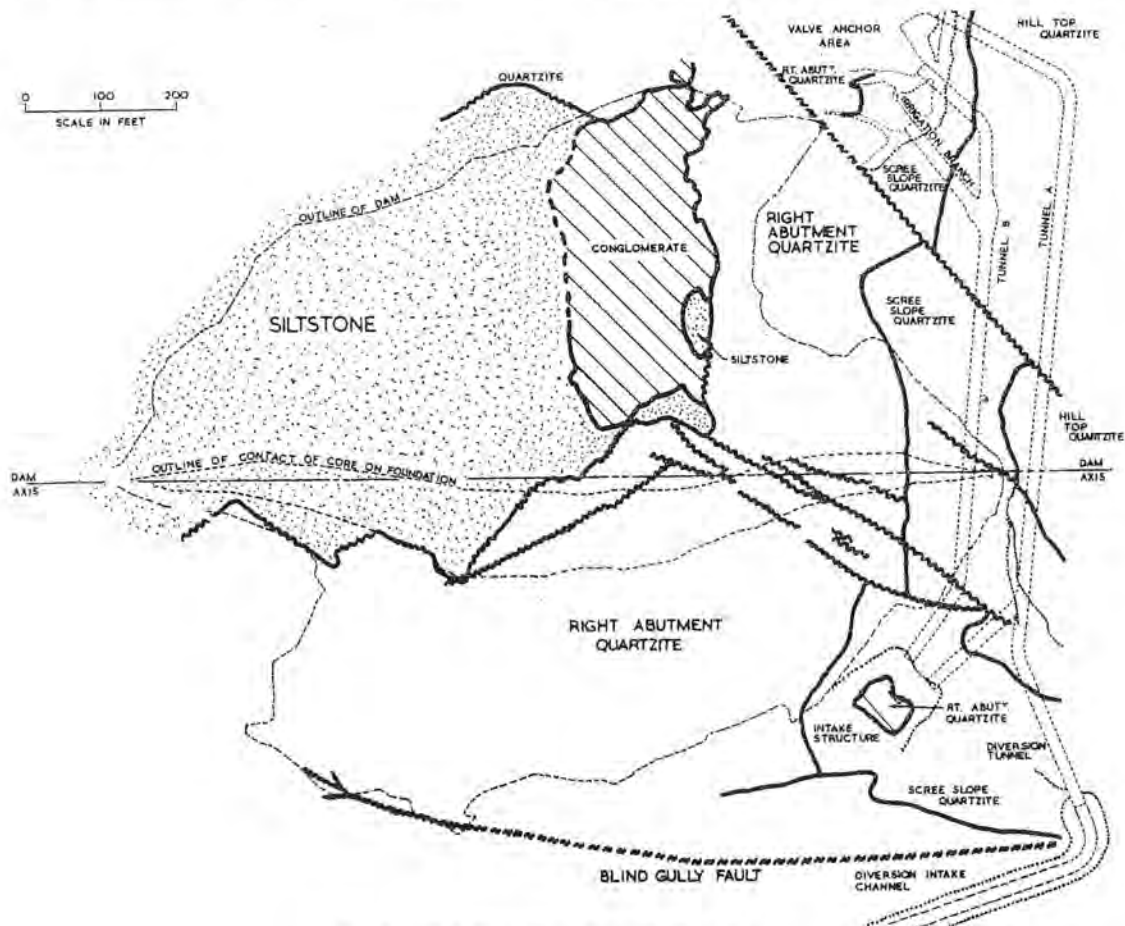 VALVE ANCHOR
AREA
HILL TOP
QUARTZITE
QUARTZITE
RT. ABUTT.
QUARTZITE
0 100 200
SCALE IN FEET
IRRIGATION BRANCH
SCREE
SLOPE
QUARTZITE
OUTLINE OF DAM
RIGHT
ABUTMENT
QUARTZITE
CONGLOMERATE
TUNNEL B
TUNNEL A
SCREE
SLOPE
QUARTZITE
SILTSTONE
SILTSTONE
HILL
TOP
QUARTZITE
OUTLINE OF CONTACT OF CORE ON FOUNDATION
DAM
AXIS
DAM
AXIS
RIGHT ABUTMENT
QUARTZITE
RT. ABUTT
QUARTZITE
INTAKE
STRUCTURE
DIVERSION
TUNNEL
SCREE SLOPE
QUARTZITE
BLIND GULLY FAULT
DIVERSION INTAKE
CHANNEL